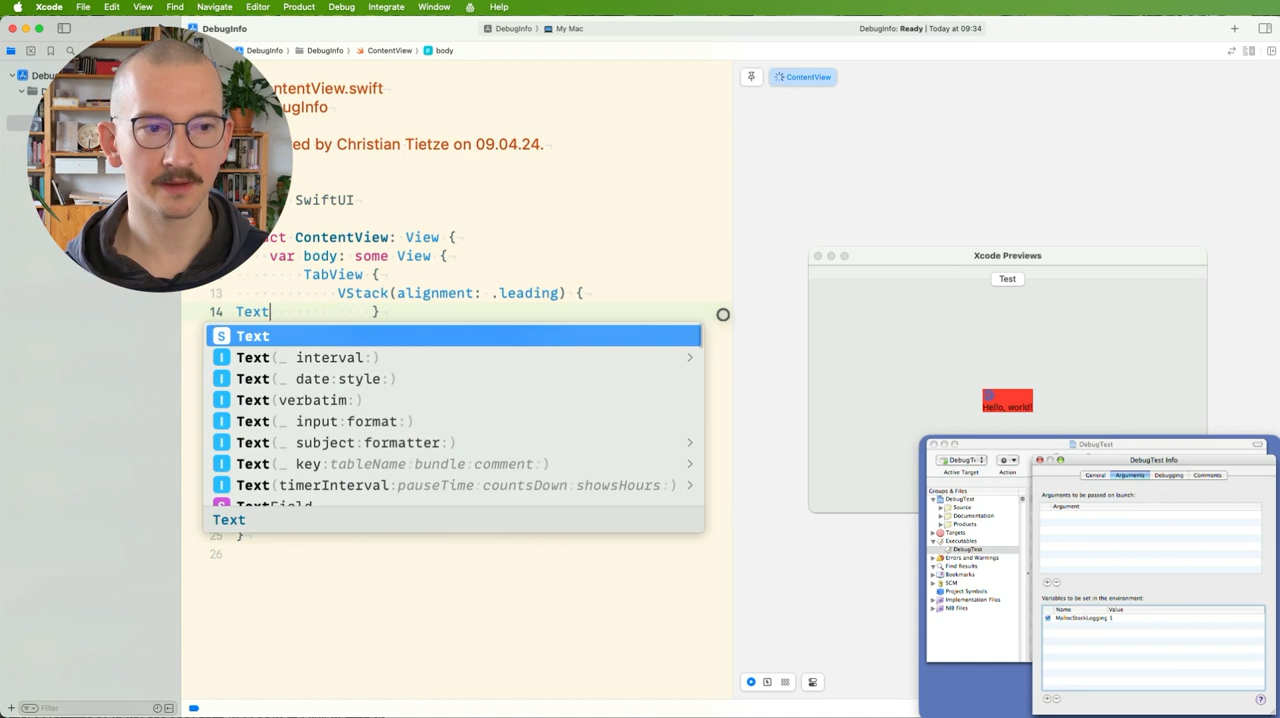 Xcode File Edit View Find Navigate Editor Product Debug Integrate Window Help
DebugInfo
DebugInfo 〉 My Mac
DebugInfo: Ready | Today at 09:34
DebugInfo 〉 DebugInfo 〉 ContentView 〉 body
Debu
ntentView.swift
ugInfo
ed by Christian Tietze on 09.04.24.
SwiftUI
ct ContentView: View {
var body: some View {
TabView {
13 VStack(alignment: .leading) {
14 Text }
S Text
I Text(_ interval:)
I Text(_ date:style:)
I Text(verbatim:)
I Text(_ input:format:)
I Text(_ subject:formatter:)
I Text(_ key:tableName:bundle:comment:)
I Text(timerInterval:pauseTime:countsDown:showsHours:)
S TextField
Text
25 }
26
Filter
ContentView
Xcode Previews
Test
Hello, world!
DebugTest
DebugT
Active Target
Action
Groups & Files
DebugTest
Source
Documentation
Products
Targets
Executables
DebugTest
Errors and Warnings
Find Results
Bookmarks
SCM
Project Symbols
Implementation Files
NIB Files
DebugTest Info
General Arguments Debugging Comments
Arguments to be passed on launch:
Argument
Variables to be set in the environment:
Name Value
MallocStackLogging 1